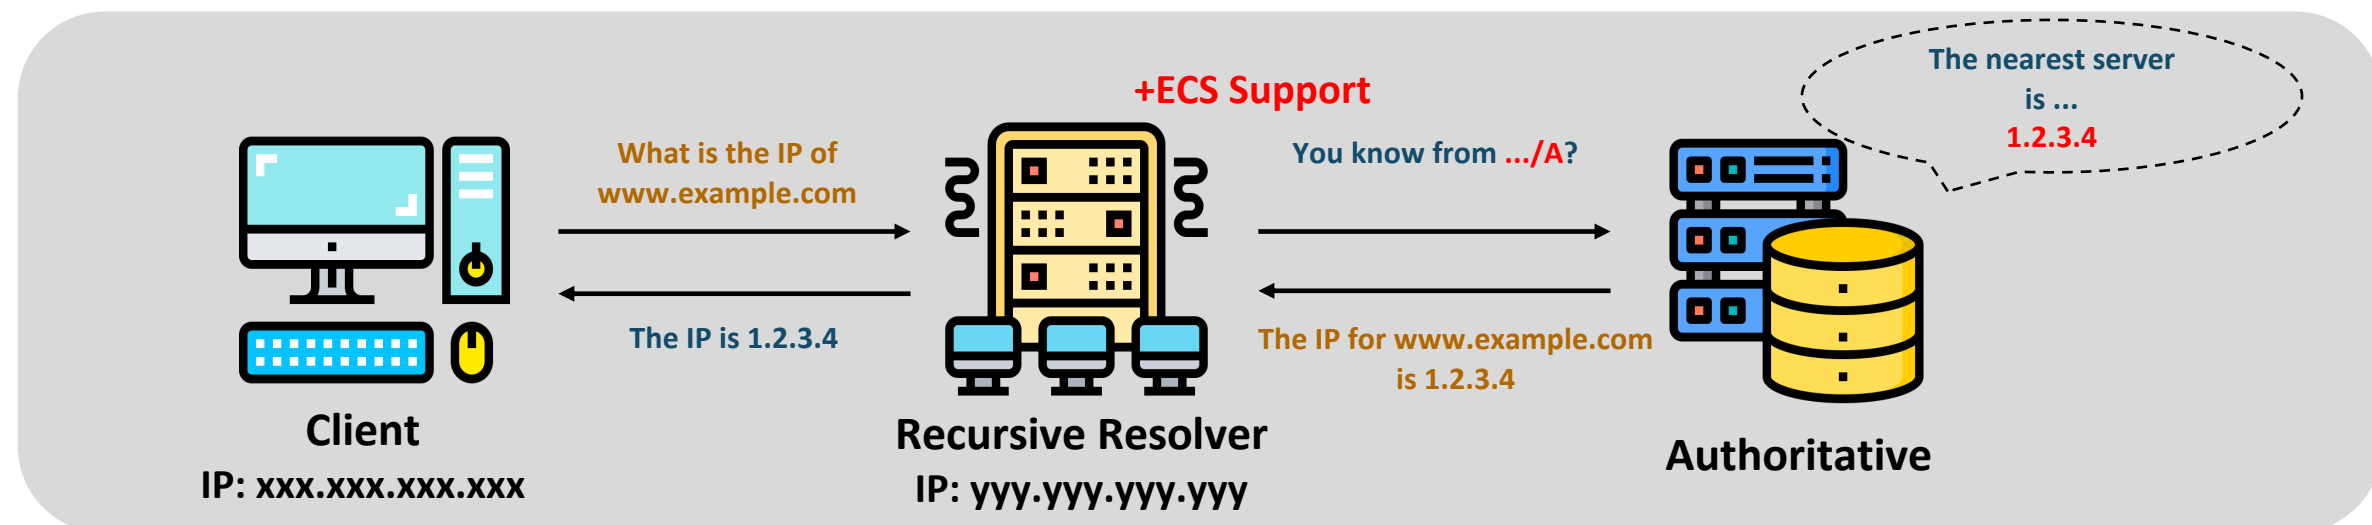 +ECS Support
The nearest server
is ...
1.2.3.4
What is the IP of
www.example.com
You know from .../A?
The IP is 1.2.3.4
The IP for www.example.com
is 1.2.3.4
Client
IP: xxx.xxx.xxx.xxx
Recursive Resolver
IP: yyy.yyy.yyy.yyy
Authoritative